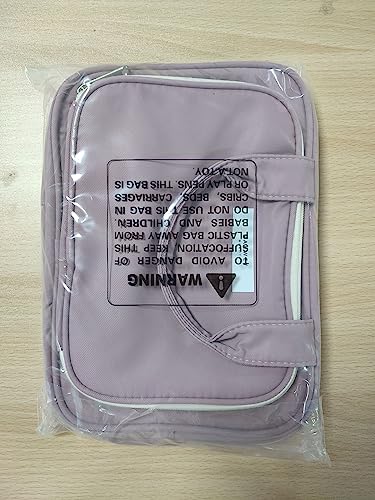 WARNING
TO AVOID DANGER OF
SUFFOCATION, KEEP THIS
PLASTIC BAG AWAY FROM
BABIES AND CHILDREN.
DO NOT USE THIS BAG IN
CRIBS, BEDS, CARRIAGES
OR PLAY PENS. THIS BAG IS
NOT A TOY.